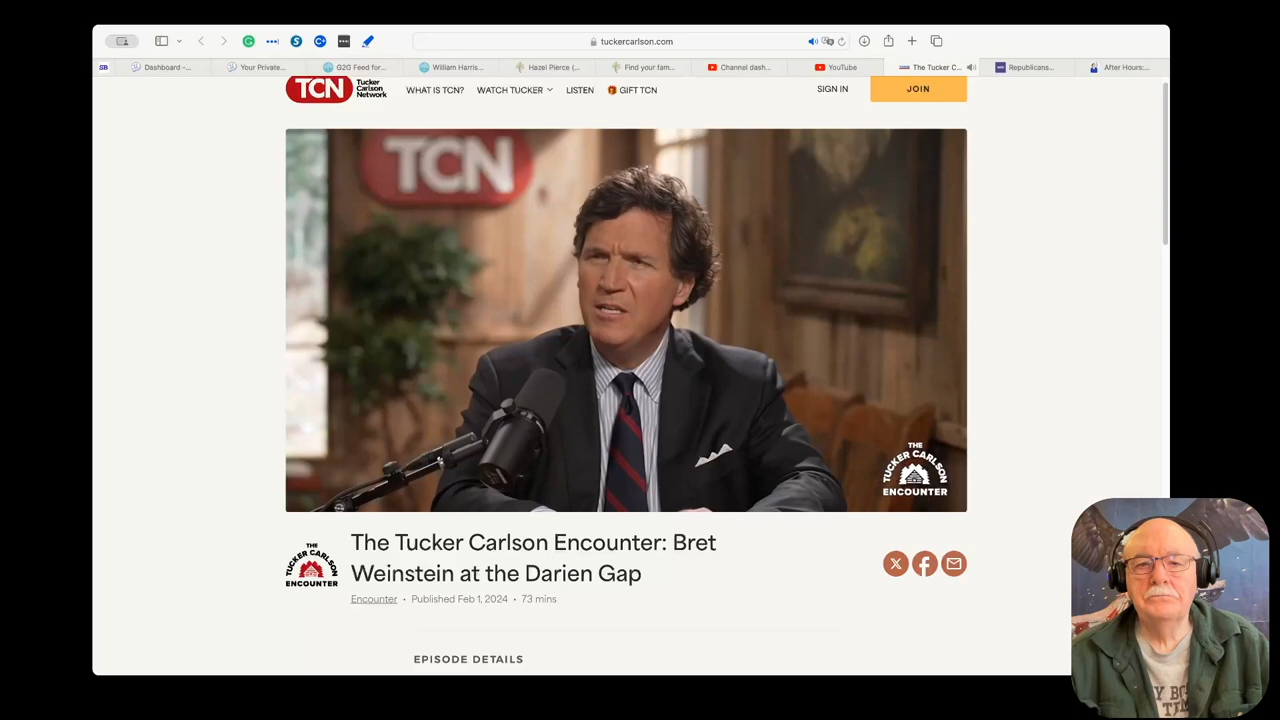 tuckercarlson.com
SB
Dashboard -...
Your Private...
G2G Feed for...
William Harris...
Hazel Pierce (...
Find your fam...
Channel dash...
YouTube
The Tucker C...
Republicans...
After Hours:...
TCN
Tucker
Carlson
Network
WHAT IS TCN?
WATCH TUCKER
LISTEN
GIFT TCN
SIGN IN
JOIN
TCN
THE
TUCKER CARLSON
ENCOUNTER
THE
TUCKER CARLSON
ENCOUNTER
The Tucker Carlson Encounter: Bret
Weinstein at the Darien Gap
Encounter • Published Feb 1, 2024 • 73 mins
EPISODE DETAILS